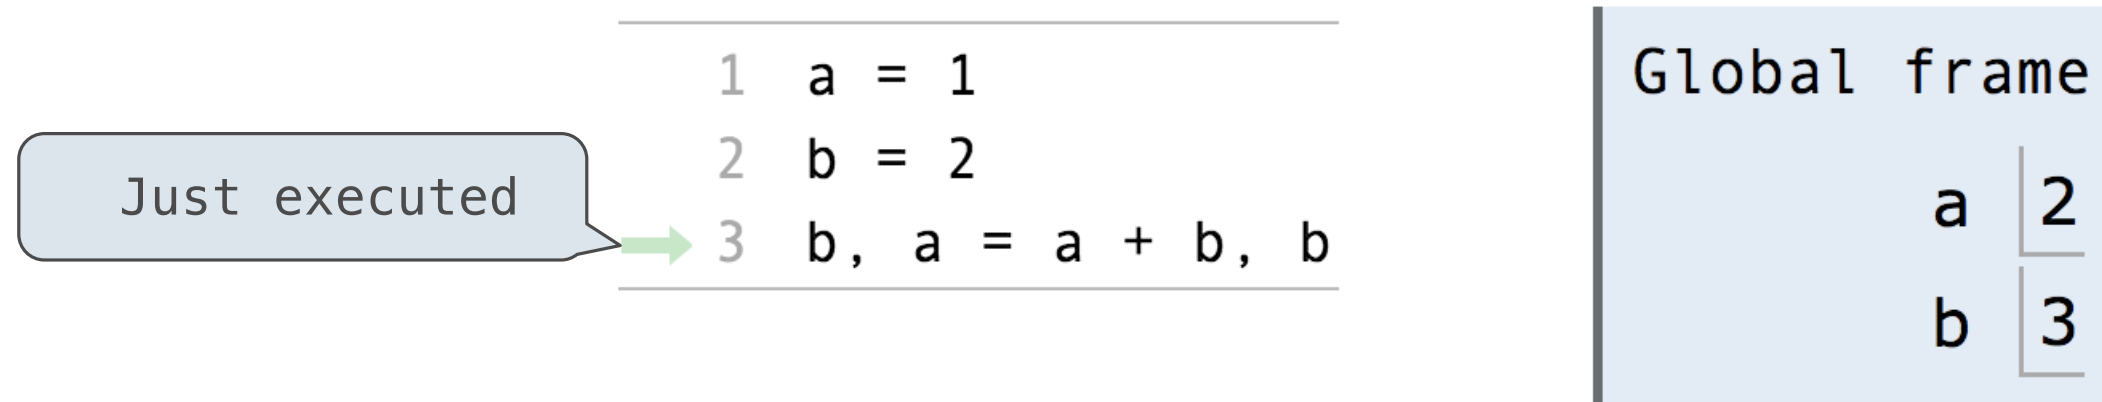 1 a = 1
2 b = 2
Just executed
3 b, a = a + b, b
Global frame
a 2
b 3